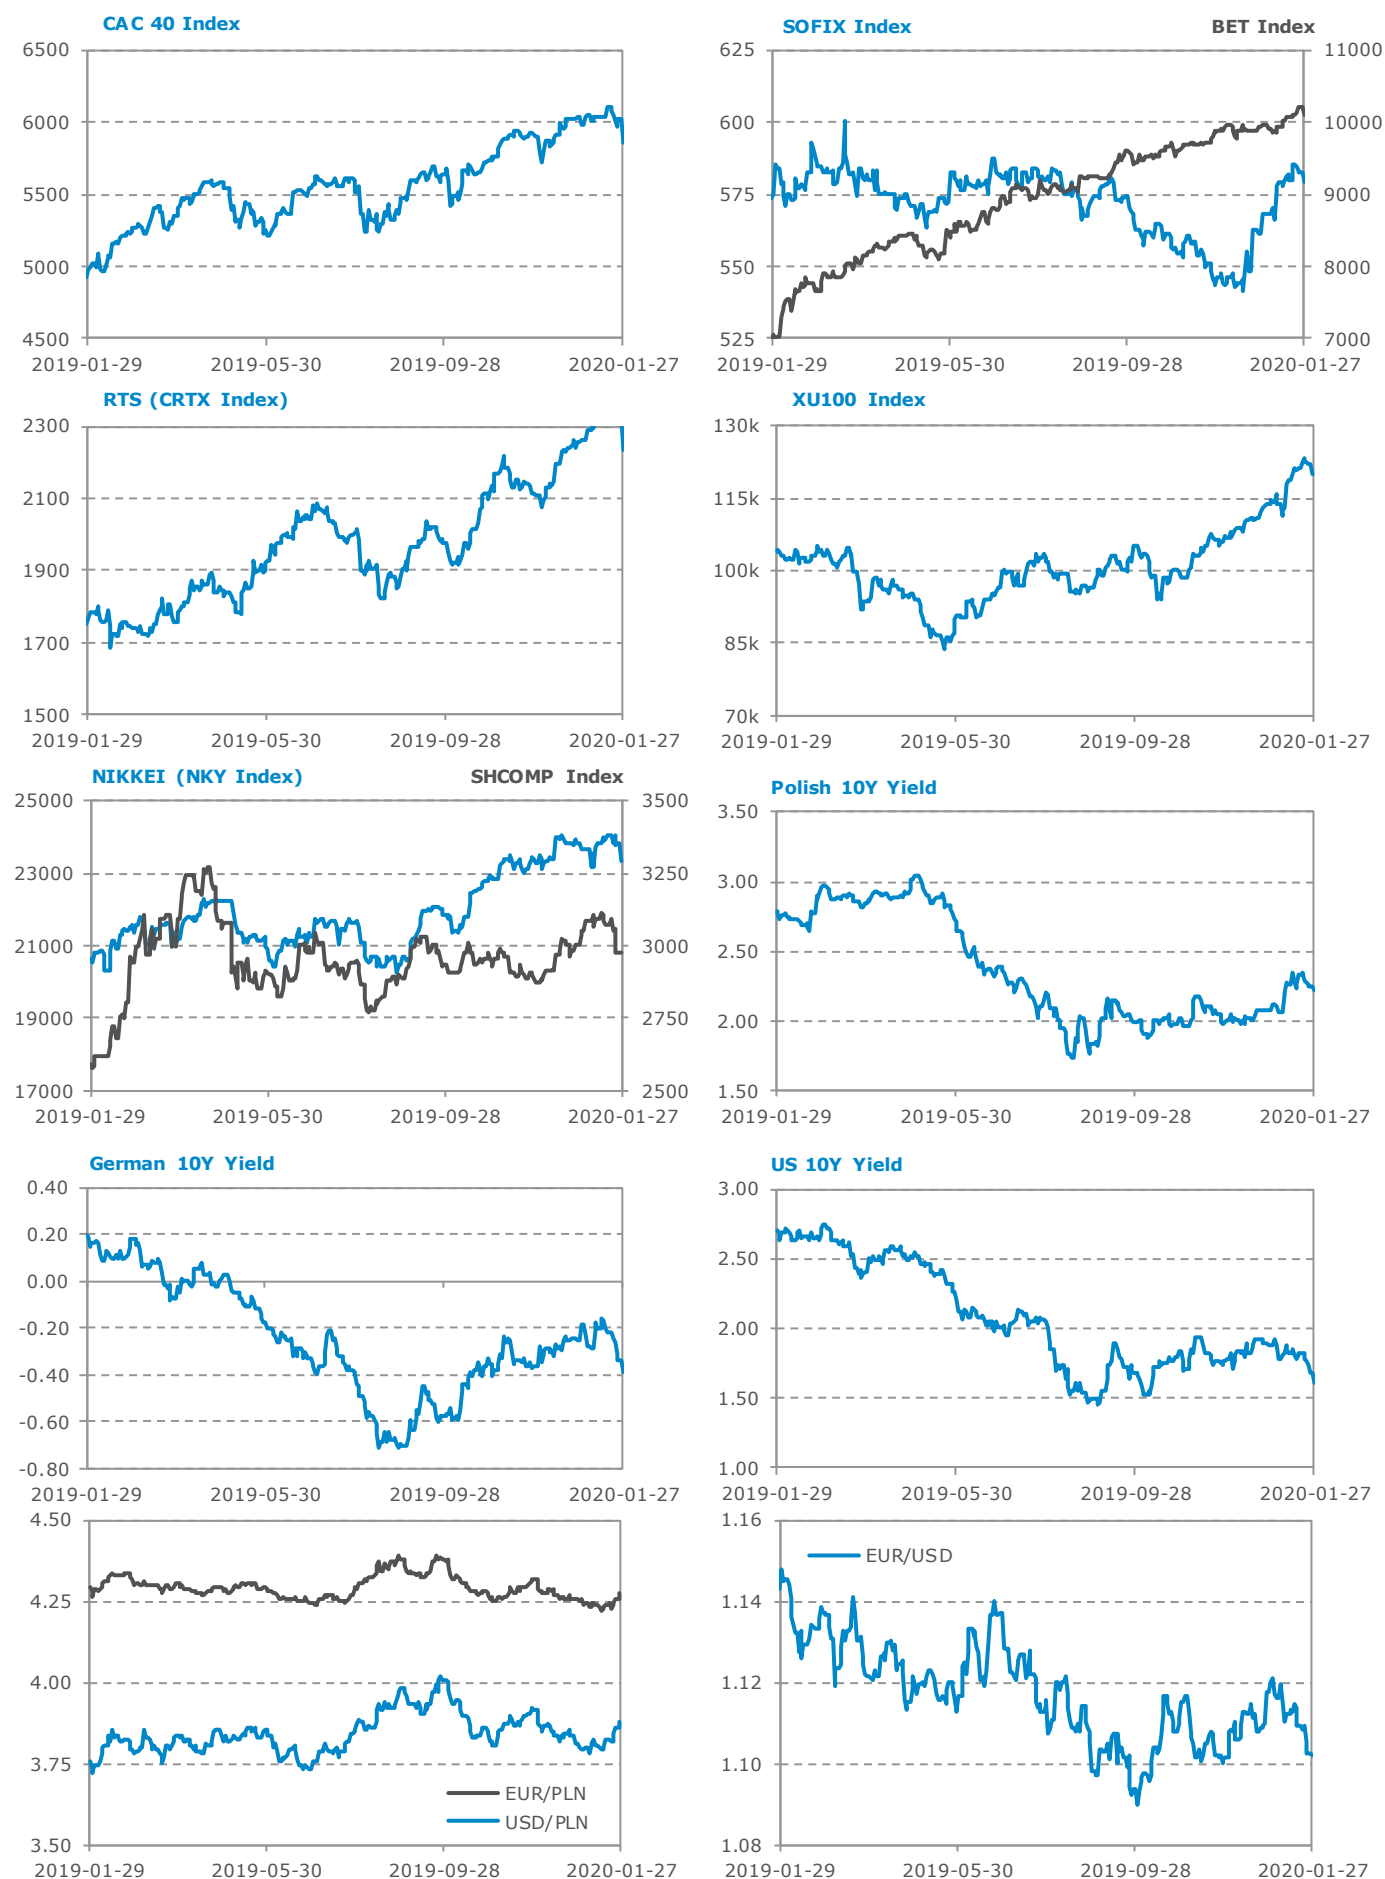 CAC 40 Index
6500
6000
5500
5000
4500
2019-01-29 2019-05-30 2019-09-28 2020-01-27
SOFIX Index BET Index
625 11000
600 10000
575 9000
550 8000
525 7000
2019-01-29 2019-05-30 2019-09-28 2020-01-27
RTS (CRTX Index)
2300
2100
1900
1700
1500
2019-01-29 2019-05-30 2019-09-28 2020-01-27
XU100 Index
130k
115k
100k
85k
70k
2019-01-29 2019-05-30 2019-09-28 2020-01-27
NIKKEI (NKY Index) SHCOMP Index
25000 3500
23000 3250
21000 3000
19000 2750
17000 2500
2019-01-29 2019-05-30 2019-09-28 2020-01-27
Polish 10Y Yield
3.50
3.00
2.50
2.00
1.50
2019-01-29 2019-05-30 2019-09-28 2020-01-27
German 10Y Yield
0.40
0.20
0.00
-0.20
-0.40
-0.60
-0.80
2019-01-29 2019-05-30 2019-09-28 2020-01-27
US 10Y Yield
3.00
2.50
2.00
1.50
1.00
2019-01-29 2019-05-30 2019-09-28 2020-01-27
4.50
4.25
4.00
3.75
3.50
EUR/PLN
USD/PLN
2019-01-29 2019-05-30 2019-09-28 2020-01-27
1.16
1.14
1.12
1.10
1.08
EUR/USD
2019-01-29 2019-05-30 2019-09-28 2020-01-27